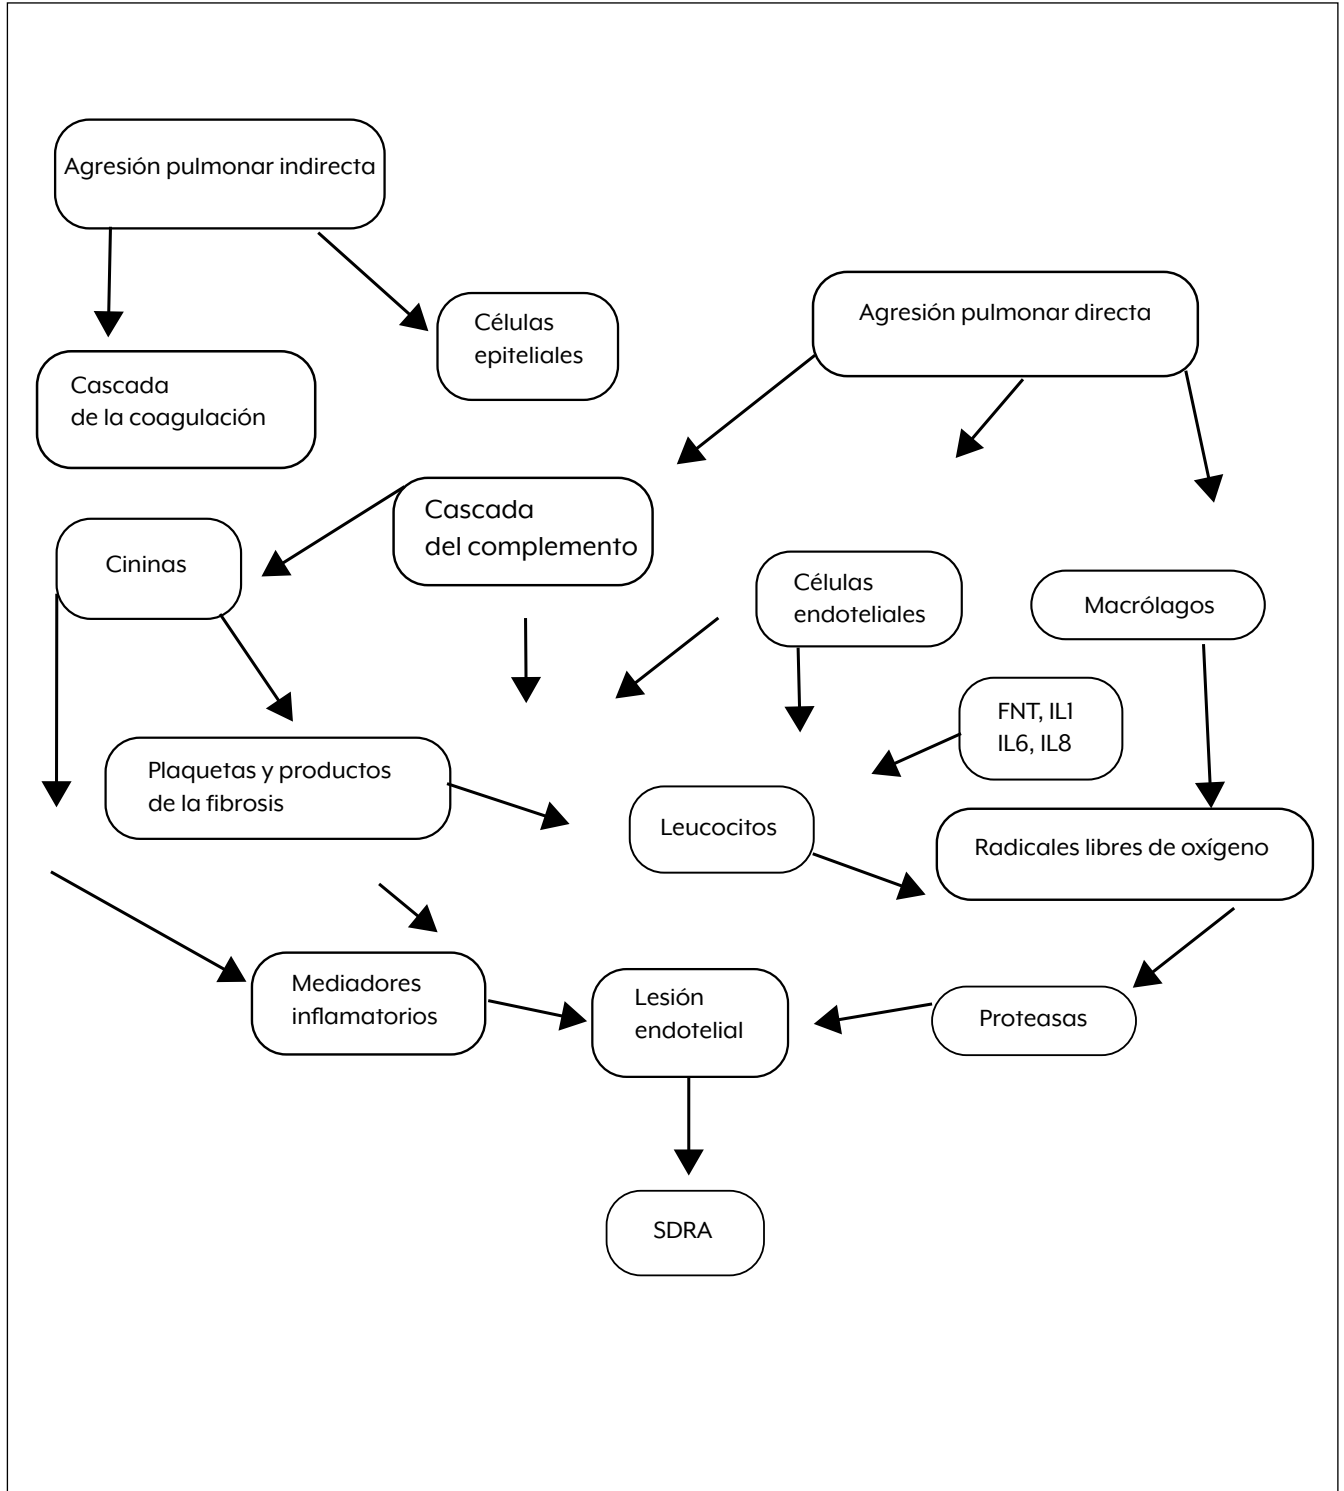 Agresión pulmonar indirecta
Células
epiteliales
Agresión pulmonar directa
Cascada
de la coagulación
Cascada
del complemento
Cininas
Células
endoteliales
Macrólagos
FNT, IL1
IL6, IL8
Plaquetas y productos
de la fibrosis
Leucocitos
Radicales libres de oxígeno
Mediadores
inflamatorios
Lesión
endotelial
Proteasas
SDRA